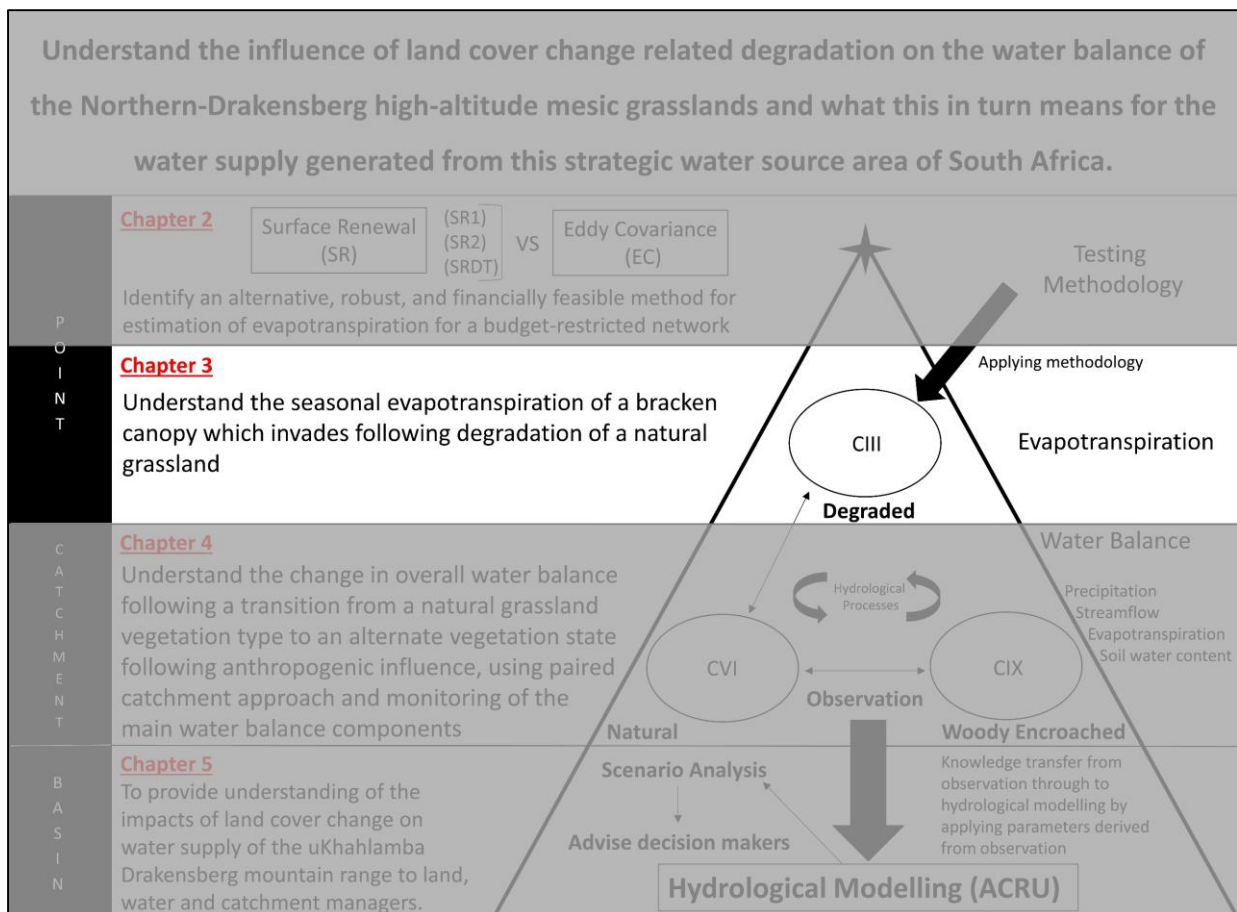 Understand the influence of land cover change related degradation on the water balance of
the Northern-Drakensberg high-altitude mesic grasslands and what this in turn means for the
water supply generated from this strategic water source area of South Africa.
POINT
Chapter 2
Surface Renewal
(SR)
(SR1)
(SR2)
(SRDT)
VS
Eddy Covariance
(EC)
Identify an alternative, robust, and financially feasible method for
estimation of evapotranspiration for a budget-restricted network
Testing
Methodology
Chapter 3
Understand the seasonal evapotranspiration of a bracken
canopy which invades following degradation of a natural
grassland
Applying methodology
CIII
Degraded
Evapotranspiration
CATCHMENT
Chapter 4
Understand the change in overall water balance
following a transition from a natural grassland
vegetation type to an alternate vegetation state
following anthropogenic influence, using paired
catchment approach and monitoring of the
main water balance components
Hydrological
Processes
CVI
CIX
Observation
Natural
Woody Encroached
Water Balance
Precipitation
Streamflow
Evapotranspiration
Soil water content
BASIN
Chapter 5
To provide understanding of the
impacts of land cover change on
water supply of the uKhahlamba
Drakensberg mountain range to land,
water and catchment managers.
Scenario Analysis
Advise decision makers
Knowledge transfer from
observation through to
hydrological modelling by
applying parameters derived
from observation
Hydrological Modelling (ACRU)